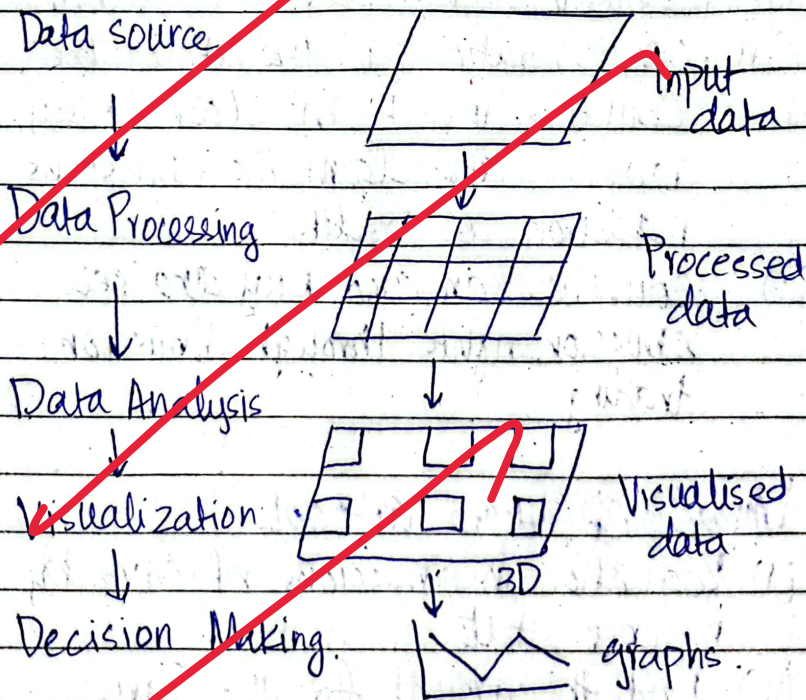 Data source
Input
data
Data Processing
Processed
data
Data Analysis
Visualization
Visualised
data
3D
Decision Making.
graphs.